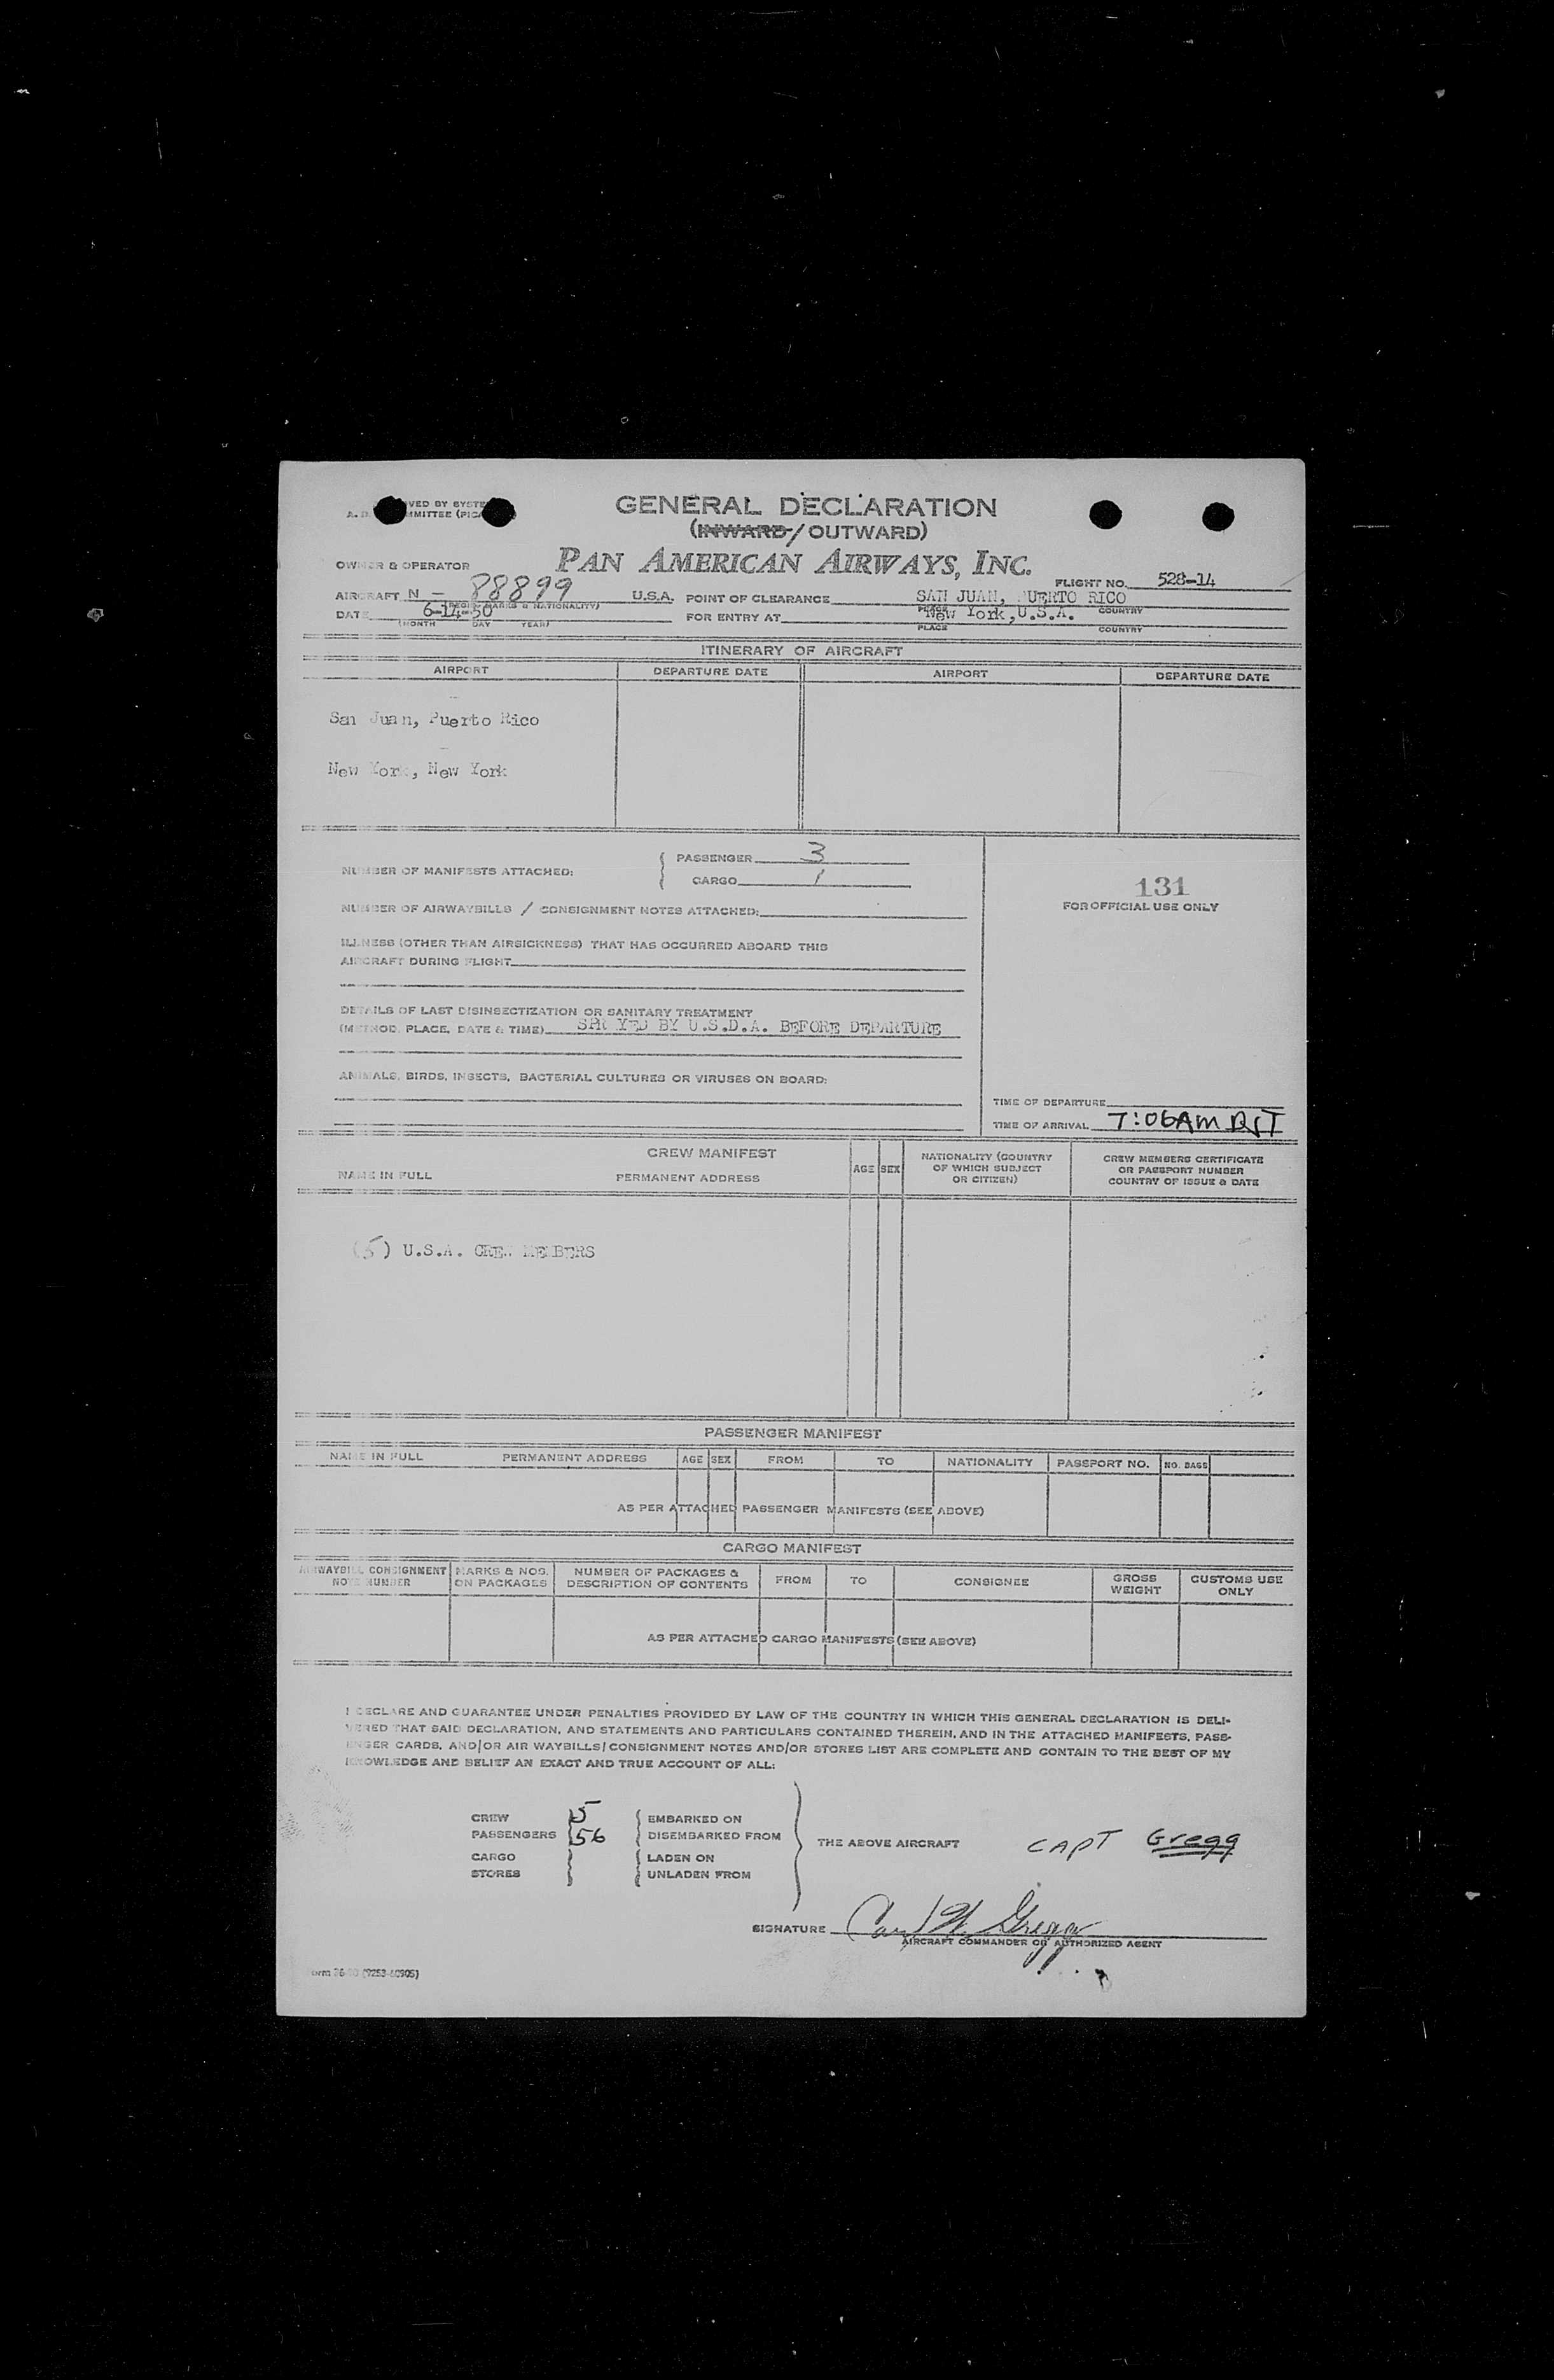 GENERAL DECLARATION
(INWARD/OUTWARD)
OWNER & OPERATOR PAN AMERICAN AIRWAYS, INC.
FLIGHT NO. 528-14
AIRCRAFT N - 88899 U.S.A. POINT OF CLEARANCE SAN JUAN, PUERTO RICO
(REGIS. MARKS & NATIONALITY) PLACE COUNTRY
DATE 6-14-50 FOR ENTRY AT New York, U.S.A.
(MONTH DAY YEAR) PLACE COUNTRY
ITINERARY OF AIRCRAFT
AIRPORT DEPARTURE DATE AIRPORT DEPARTURE DATE
San Juan, Puerto Rico
New York, New York
NUMBER OF MANIFESTS ATTACHED: PASSENGER 3
CARGO 1
131
FOR OFFICIAL USE ONLY
NUMBER OF AIRWAYBILLS / CONSIGNMENT NOTES ATTACHED:
ILLNESS (OTHER THAN AIRSICKNESS) THAT HAS OCCURRED ABOARD THIS
AIRCRAFT DURING FLIGHT
DETAILS OF LAST DISINSECTIZATION OR SANITARY TREATMENT
(METHOD, PLACE, DATE & TIME) SPRAYED BY U.S.D.A. BEFORE DEPARTURE
ANIMALS, BIRDS, INSECTS, BACTERIAL CULTURES OR VIRUSES ON BOARD:
TIME OF DEPARTURE
TIME OF ARRIVAL 7:06AM DST
CREW MANIFEST
NAME IN FULL PERMANENT ADDRESS AGE SEX NATIONALITY (COUNTRY OF WHICH SUBJECT OR CITIZEN) CREW MEMBERS CERTIFICATE OR PASSPORT NUMBER COUNTRY OF ISSUE & DATE
(5) U.S.A. CREW MEMBERS
PASSENGER MANIFEST
NAME IN FULL PERMANENT ADDRESS AGE SEX FROM TO NATIONALITY PASSPORT NO. NO. BAGS
AS PER ATTACHED PASSENGER MANIFESTS (SEE ABOVE)
CARGO MANIFEST
AIRWAYBILL CONSIGNMENT NOTE NUMBER MARKS & NOS. ON PACKAGES NUMBER OF PACKAGES & DESCRIPTION OF CONTENTS FROM TO CONSIGNEE GROSS WEIGHT CUSTOMS USE ONLY
AS PER ATTACHED CARGO MANIFESTS (SEE ABOVE)
I DECLARE AND GUARANTEE UNDER PENALTIES PROVIDED BY LAW OF THE COUNTRY IN WHICH THIS GENERAL DECLARATION IS DELI-
VERED THAT SAID DECLARATION, AND STATEMENTS AND PARTICULARS CONTAINED THEREIN, AND IN THE ATTACHED MANIFESTS, PASS-
ENGER CARDS, AND/OR AIR WAYBILLS/CONSIGNMENT NOTES AND/OR STORES LIST ARE COMPLETE AND CONTAIN TO THE BEST OF MY
KNOWLEDGE AND BELIEF AN EXACT AND TRUE ACCOUNT OF ALL:
CREW 5 EMBARKED ON
PASSENGERS 56 DISEMBARKED FROM
THE ABOVE AIRCRAFT CAPT Gregg
CARGO LADEN ON
STORES UNLADEN FROM
SIGNATURE
AIRCRAFT COMMANDER OR AUTHORIZED AGENT